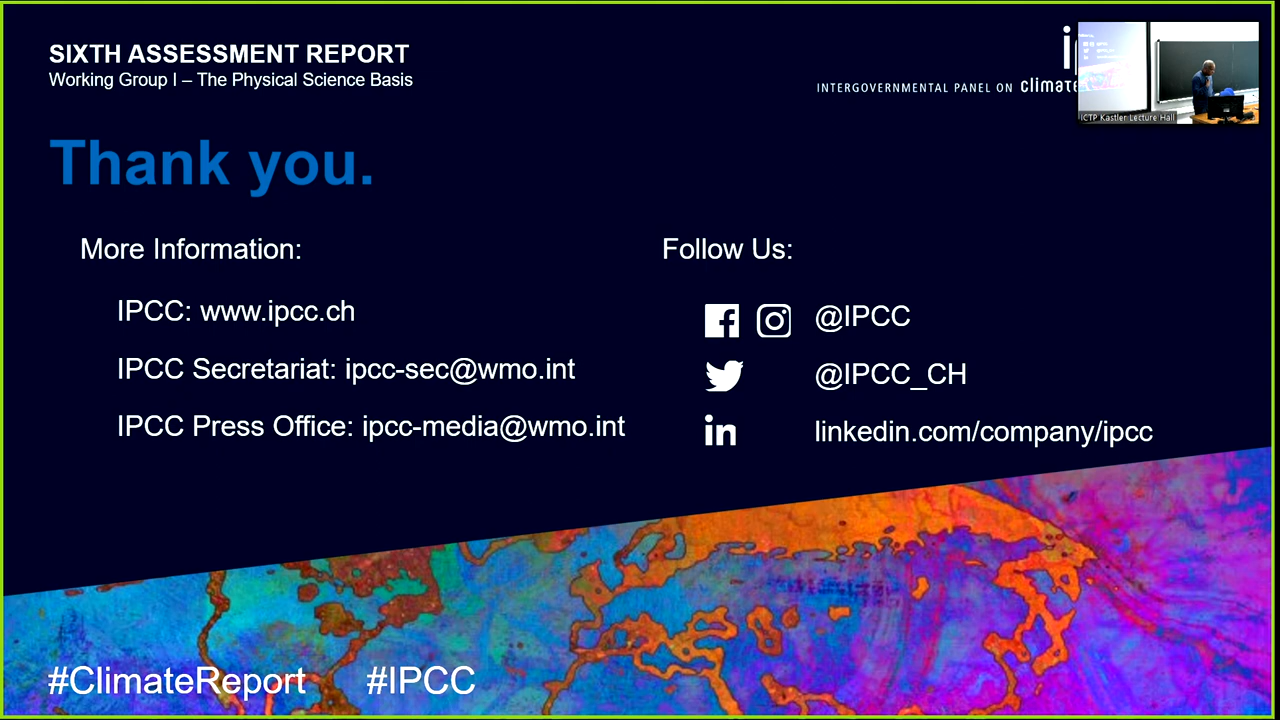 SIXTH ASSESSMENT REPORT
Working Group I – The Physical Science Basis
INTERGOVERNMENTAL PANEL ON climate
ICTP Kastler Lecture Hall
Thank you.
More Information:
IPCC: www.ipcc.ch
IPCC Secretariat: ipcc-sec@wmo.int
IPCC Press Office: ipcc-media@wmo.int
Follow Us:
@IPCC
@IPCC_CH
linkedin.com/company/ipcc
#ClimateReport #IPCC